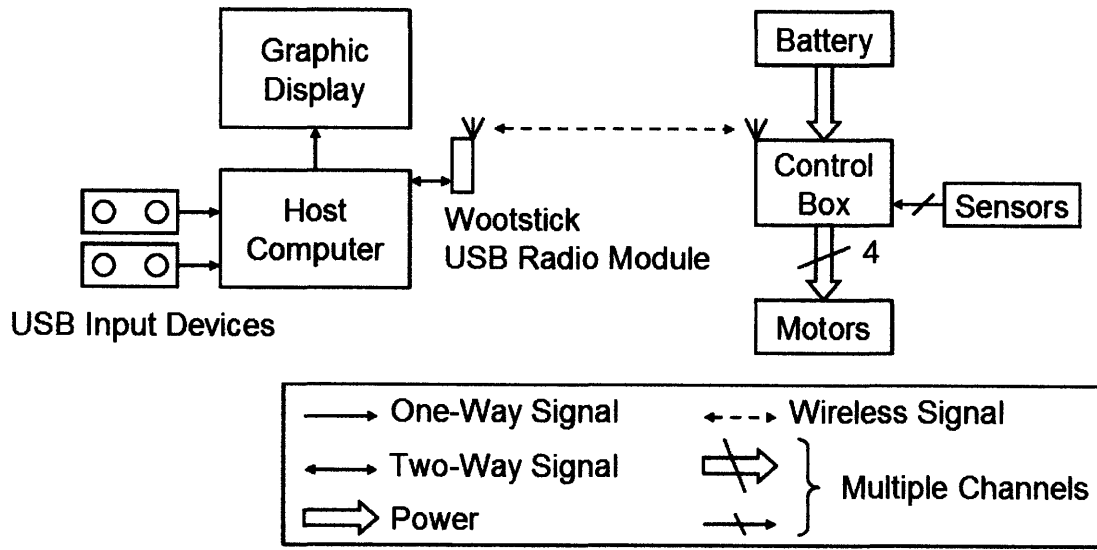 Graphic
Display
Battery
Host
Computer
Wootstick
USB Radio Module
Control
Box
Sensors
4
Motors
USB Input Devices
One-Way Signal
Wireless Signal
Two-Way Signal
Multiple Channels
Power